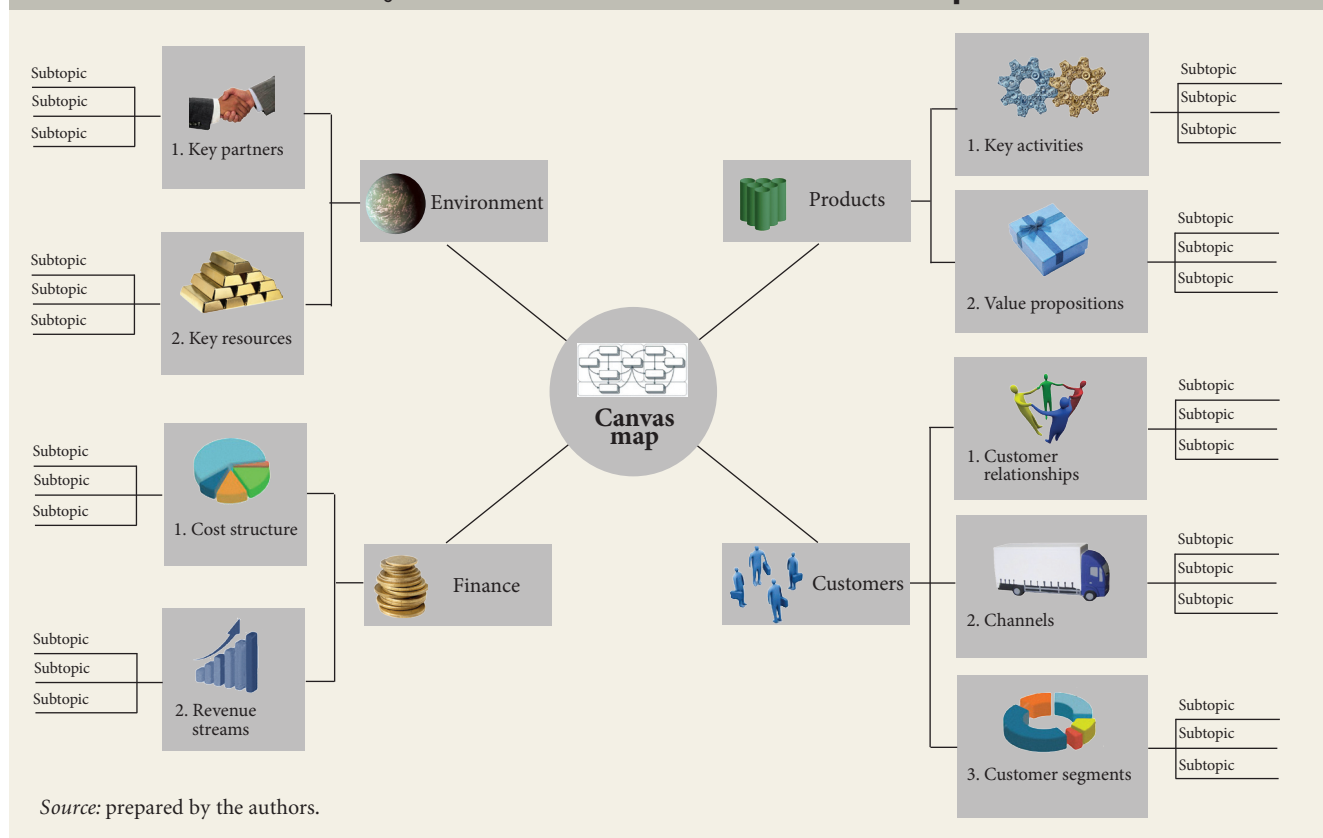 Subtopic
Subtopic
Subtopic
1. Key partners
Subtopic
Subtopic
Subtopic
2. Key resources
Environment
Subtopic
Subtopic
Subtopic
1. Cost structure
Subtopic
Subtopic
Subtopic
2. Revenue
streams
Finance
Canvas
map
Products
1. Key activities
Subtopic
Subtopic
Subtopic
2. Value propositions
Subtopic
Subtopic
Subtopic
Customers
1. Customer
relationships
Subtopic
Subtopic
Subtopic
2. Channels
Subtopic
Subtopic
Subtopic
3. Customer segments
Subtopic
Subtopic
Subtopic
Source: prepared by the authors.